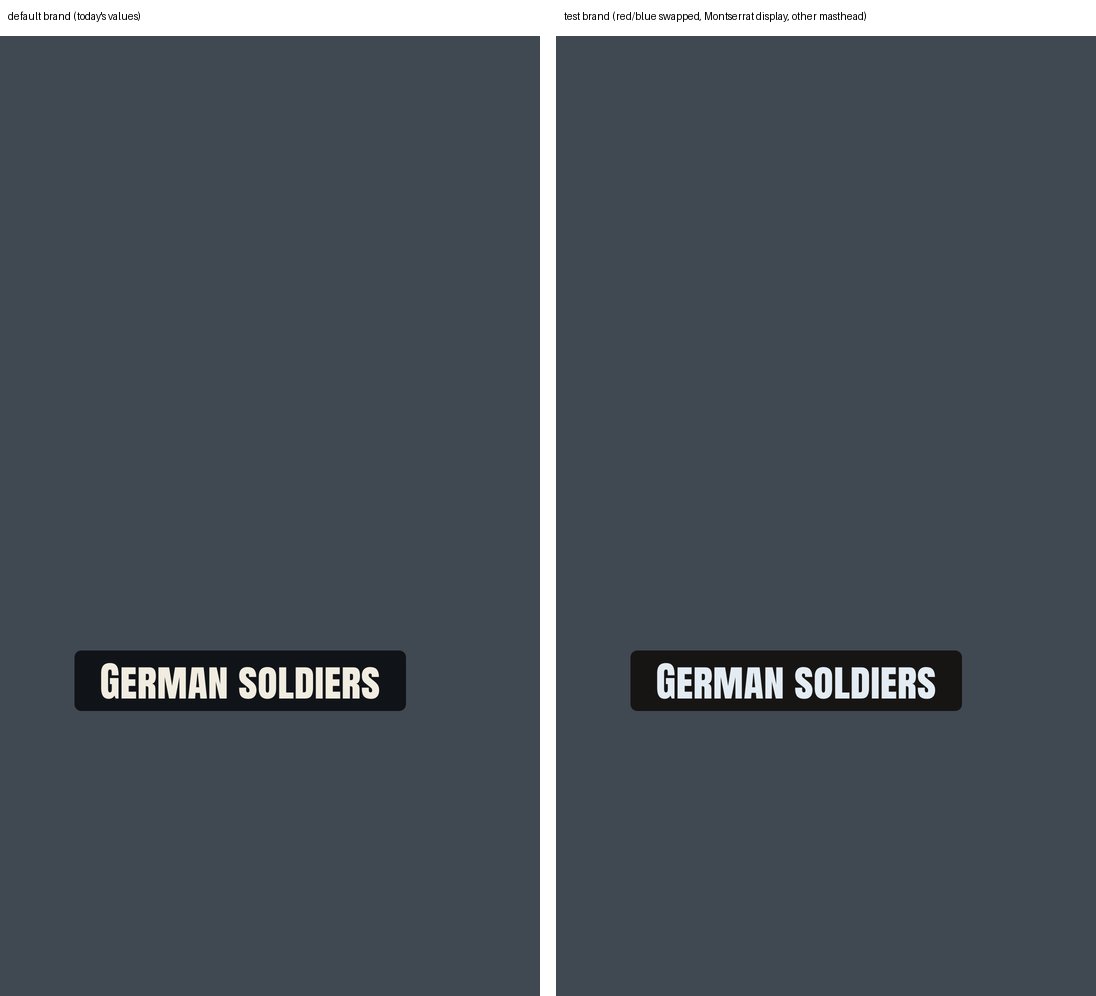 default brand (today's values)
test brand (red/blue swapped, Montserrat display, other masthead)
German soldiers
German soldiers